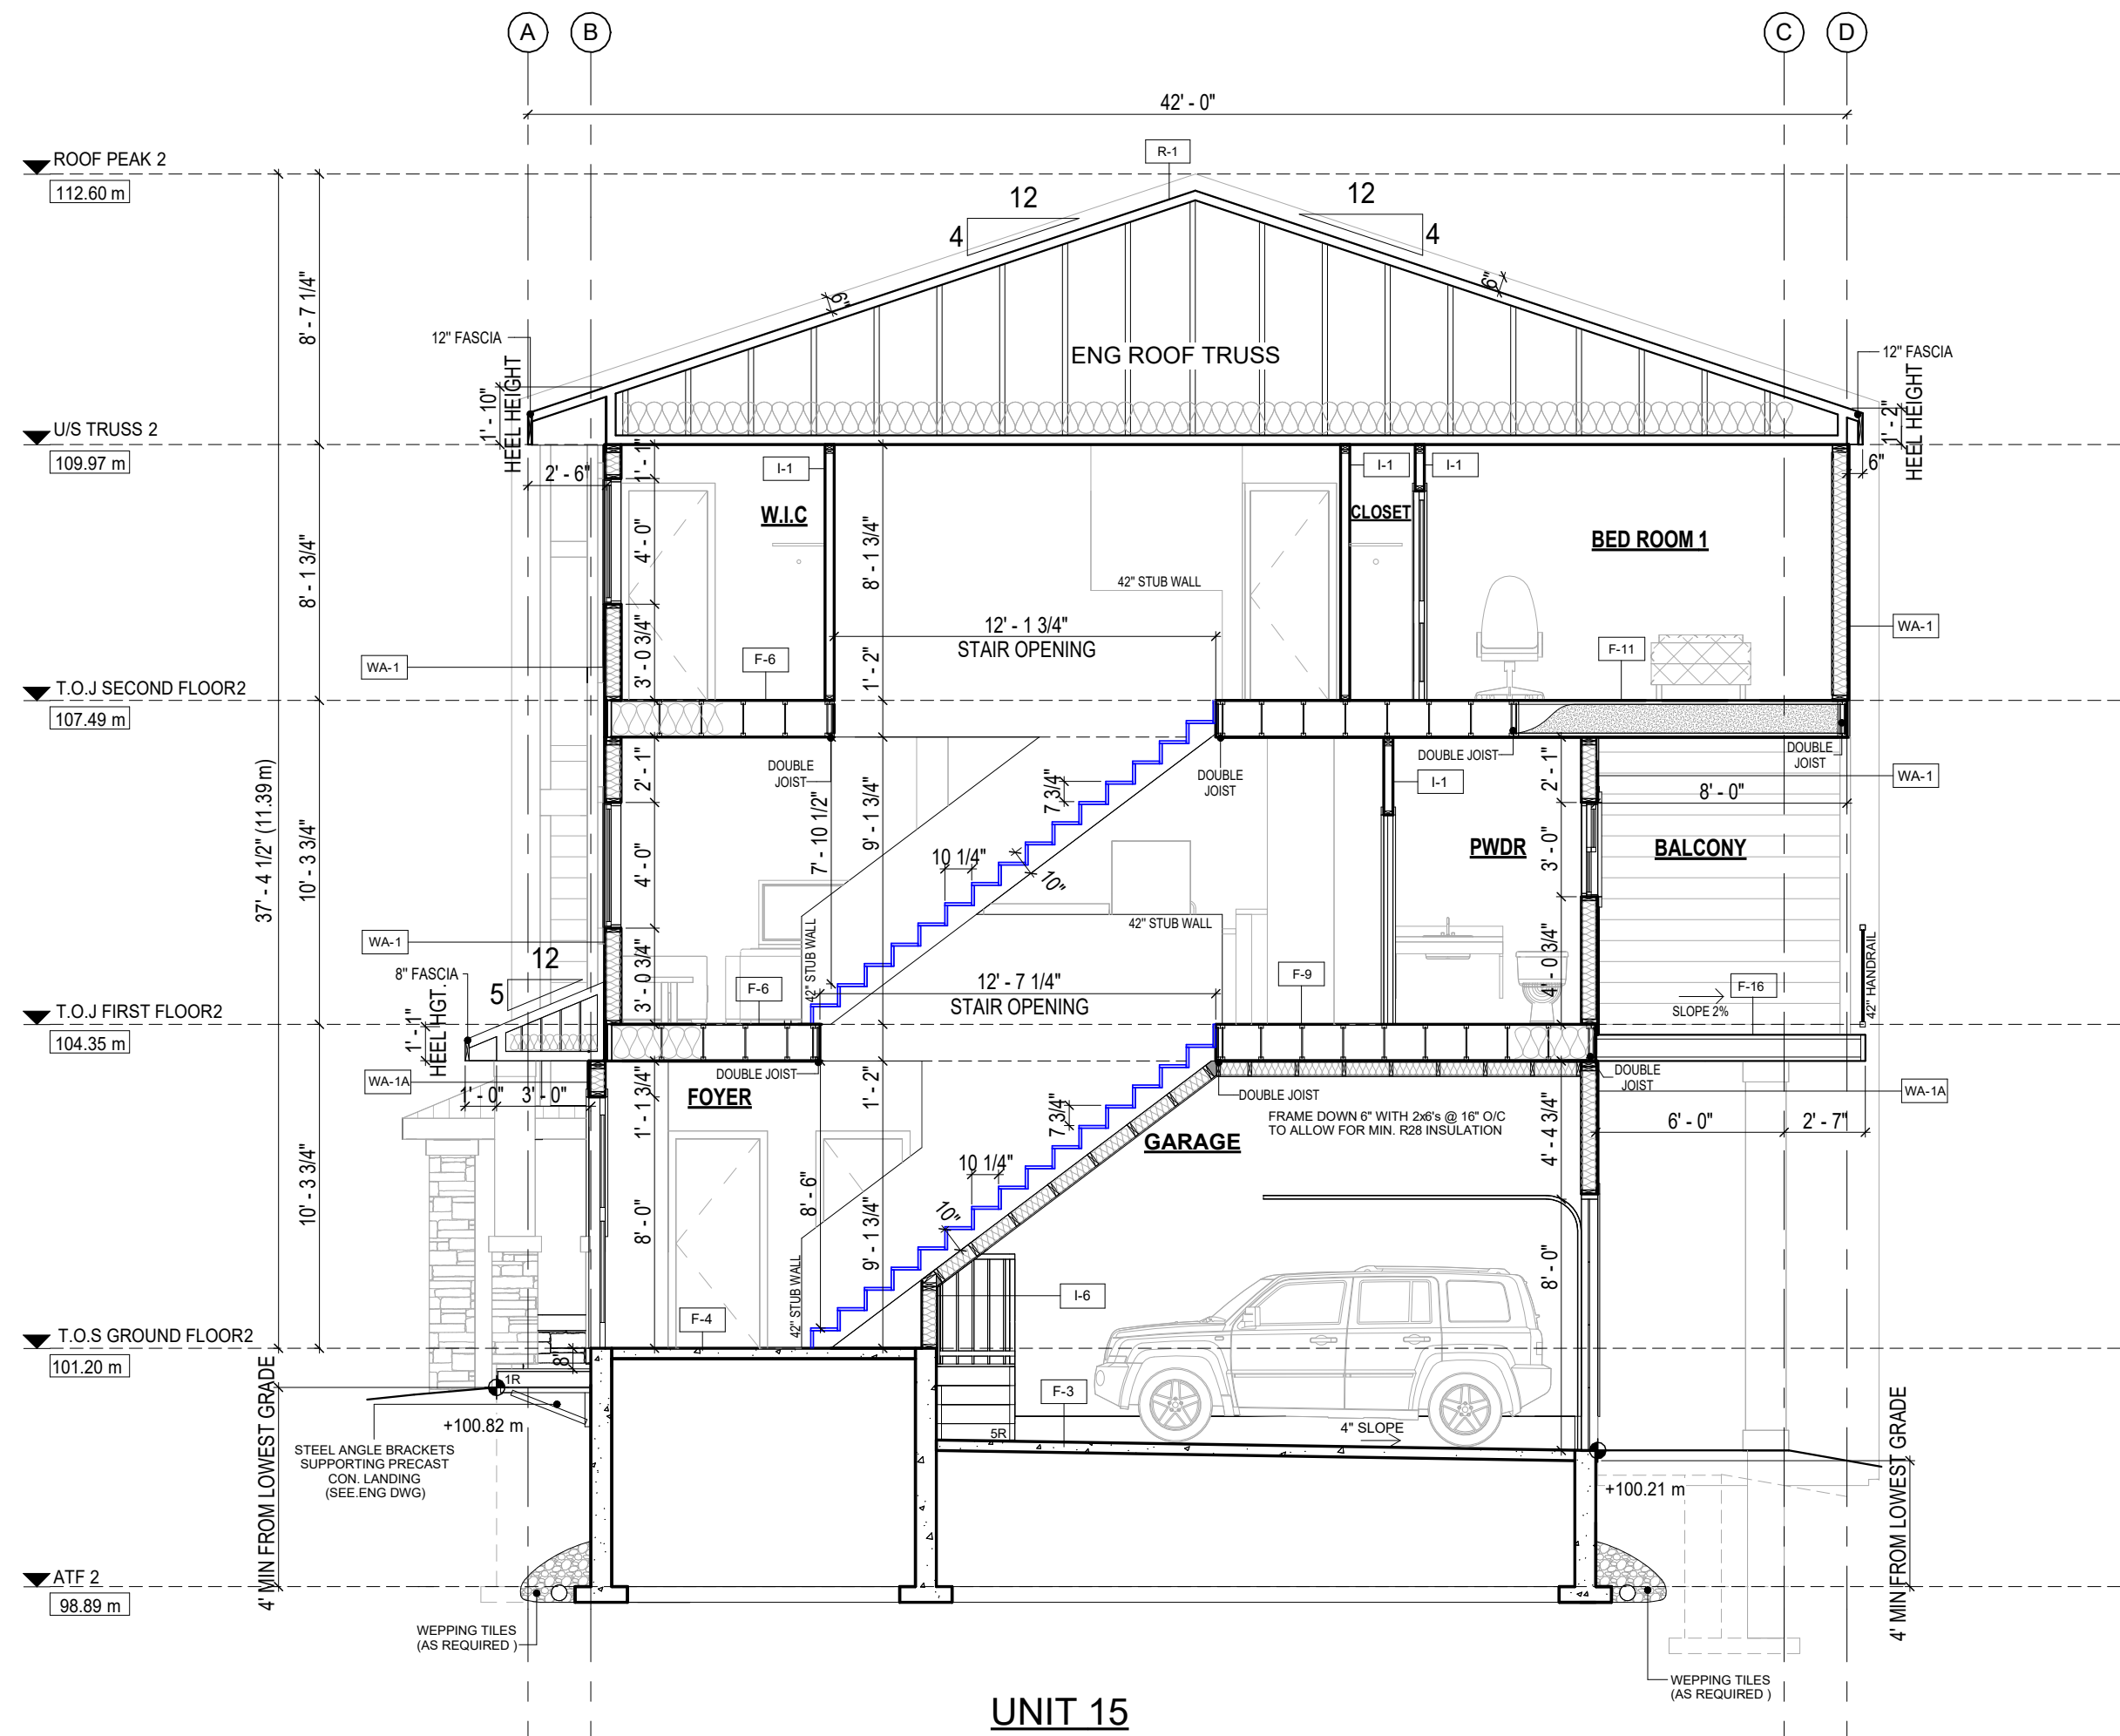 A
B
C
D
42' - 0"
ROOF PEAK 2
112.60 m
R-1
12
4
12
4
6"
6"
8' - 7 1/4"
12" FASCIA
12" FASCIA
ENG ROOF TRUSS
1' - 10"
HEEL HEIGHT
1' - 2"
HEEL HEIGHT
U/S TRUSS 2
109.97 m
2' - 6"
6"
1' - 1"
I-1
I-1
I-1
W.I.C
CLOSET
BED ROOM 1
4' - 0"
8' - 1 3/4"
8' - 1 3/4"
42" STUB WALL
12' - 1 3/4"
STAIR OPENING
WA-1
WA-1
F-6
F-11
3' - 0 3/4"
1' - 2"
T.O.J SECOND FLOOR2
107.49 m
DOUBLE
JOIST
DOUBLE
JOIST
DOUBLE JOIST
DOUBLE
JOIST
2' - 1"
7' - 10 1/2"
9' - 1 3/4"
7 3/4"
I-1
2' - 1"
WA-1
8' - 0"
37' - 4 1/2" (11.39m)
10' - 3 3/4"
4' - 0"
10 1/4"
10"
PWDR
3' - 0"
BALCONY
42" STUB WALL
42" STUB WALL
WA-1
8" FASCIA
12
5
3' - 0 3/4"
F-6
12' - 7 1/4"
STAIR OPENING
F-9
4' - 0 3/4"
F-16
SLOPE 2%
42" HANDRAIL
T.O.J FIRST FLOOR2
104.35 m
1' - 1"
HEEL HGT.
WA-1A
1' - 0"
3' - 0"
DOUBLE JOIST
FOYER
1' - 1 3/4"
1' - 2"
DOUBLE JOIST
DOUBLE
JOIST
WA-1A
FRAME DOWN 6" WITH 2x6's @ 16" O/C
TO ALLOW FOR MIN. R28 INSULATION
7 3/4"
GARAGE
4' - 4 3/4"
6' - 0"
2' - 7"
10' - 3 3/4"
10 1/4"
10"
8' - 0"
8' - 6"
9' - 1 3/4"
8' - 0"
42" STUB WALL
I-6
F-4
T.O.S GROUND FLOOR2
101.20 m
8"
1R
+100.82 m
F-3
5R
4" SLOPE
STEEL ANGLE BRACKETS
SUPPORTING PRECAST
CON. LANDING
(SEE.ENG DWG)
4' MIN FROM LOWEST GRADE
4' MIN FROM LOWEST GRADE
+100.21 m
ATF 2
98.89 m
WEPPING TILES
(AS REQUIRED )
WEPPING TILES
(AS REQUIRED )
UNIT 15